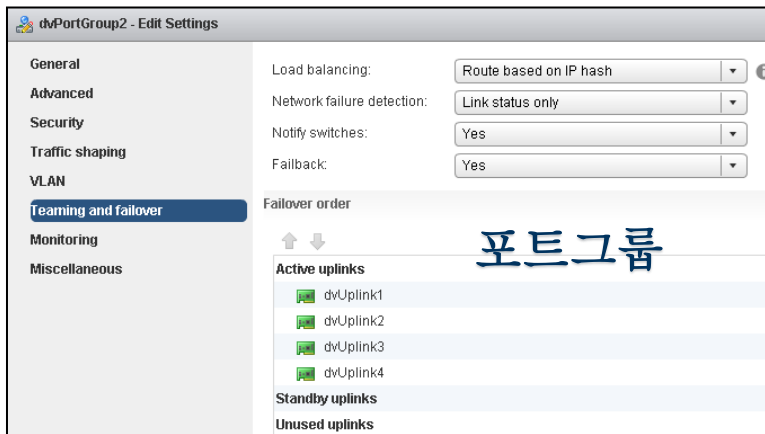 dvPortGroup2 - Edit Settings
General
Advanced
Security
Traffic shaping
VLAN
Teaming and failover
Monitoring
Miscellaneous
Load balancing: Route based on IP hash
Network failure detection: Link status only
Notify switches: Yes
Failback: Yes
Failover order
포트그룹
Active uplinks
dvUplink1
dvUplink2
dvUplink3
dvUplink4
Standby uplinks
Unused uplinks